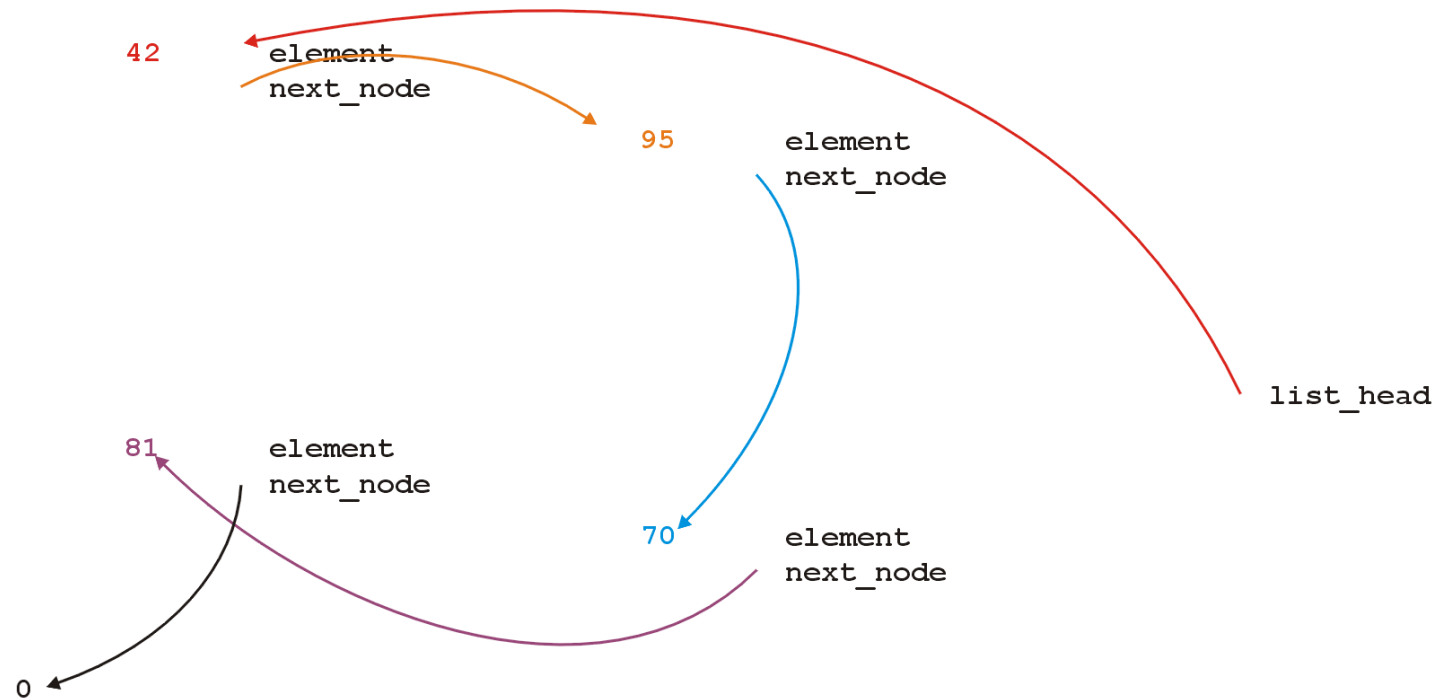 42 element
next_node
95 element
next_node
list_head
81 element
next_node
70 element
next_node
0